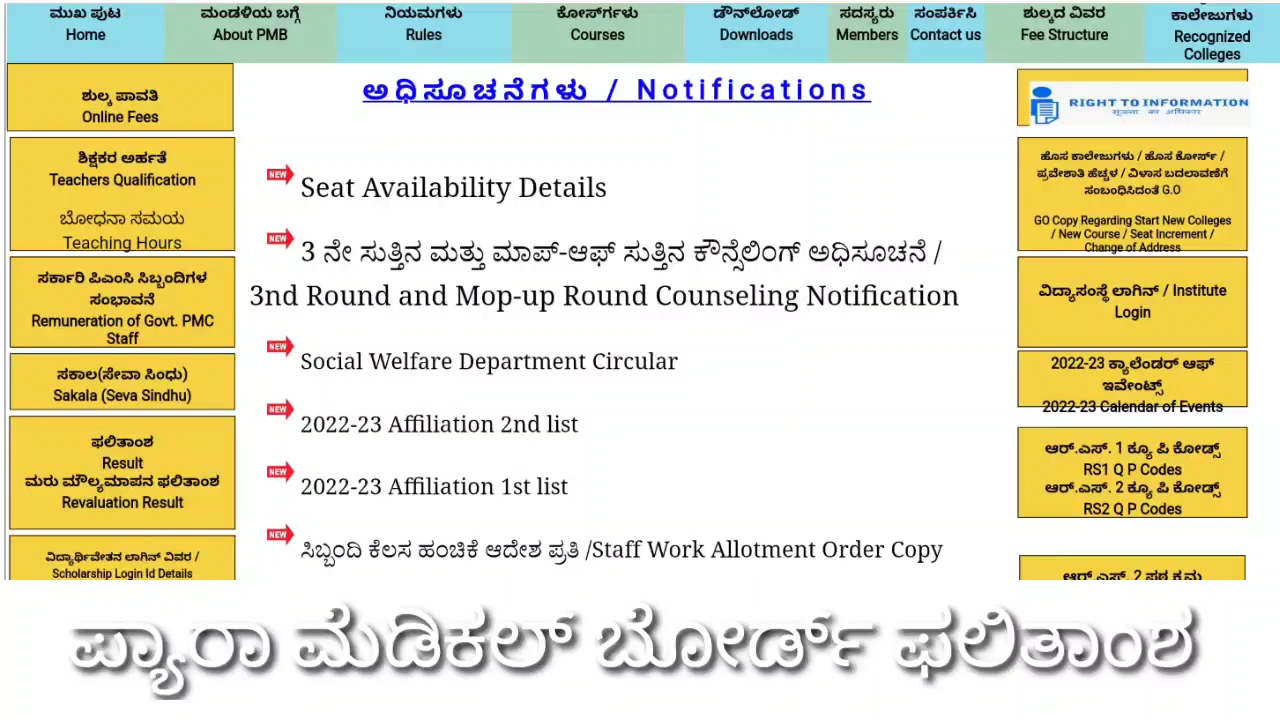 ಮುಖ ಪುಟ
Home
ಮಂಡಳಿಯ ಬಗ್ಗೆ
About PMB
ನಿಯಮಗಳು
Rules
ಕೋರ್ಸ್‌ಗಳು
Courses
ಡೌನ್‌ಲೋಡ್
Downloads
ಸದಸ್ಯರು
Members
ಸಂಪರ್ಕಿಸಿ
Contact us
ಶುಲ್ಕದ ವಿವರ
Fee Structure
ಕಾಲೇಜುಗಳು
Recognized
Colleges
ಶುಲ್ಕ ಪಾವತಿ
Online Fees
ಶಿಕ್ಷಕರ ಅರ್ಹತೆ
Teachers Qualification
ಬೋಧನಾ ಸಮಯ
Teaching Hours
ಸರ್ಕಾರಿ ಪಿಎಂಸಿ ಸಿಬ್ಬಂದಿಗಳ
ಸಂಭಾವನೆ
Remuneration of Govt. PMC
Staff
ಸಕಾಲ(ಸೇವಾ ಸಿಂಧು)
Sakala (Seva Sindhu)
ಫಲಿತಾಂಶ
Result
ಮರು ಮೌಲ್ಯಮಾಪನ ಫಲಿತಾಂಶ
Revaluation Result
ವಿದ್ಯಾರ್ಥಿವೇತನ ಲಾಗಿನ್ ವಿವರ /
Scholarship Login Id Details
ಅಧಿಸೂಚನೆಗಳು / Notifications
NEW Seat Availability Details
NEW 3 ನೇ ಸುತ್ತಿನ ಮತ್ತು ಮಾಪ್-ಆಫ್ ಸುತ್ತಿನ ಕೌನ್ಸೆಲಿಂಗ್ ಅಧಿಸೂಚನೆ /
3nd Round and Mop-up Round Counseling Notification
NEW Social Welfare Department Circular
NEW 2022-23 Affiliation 2nd list
NEW 2022-23 Affiliation 1st list
NEW ಸಿಬ್ಬಂದಿ ಕೆಲಸ ಹಂಚಿಕೆ ಆದೇಶ ಪ್ರತಿ /Staff Work Allotment Order Copy
RIGHT TO INFORMATION
सूचना का अधिकार
ಹೊಸ ಕಾಲೇಜುಗಳು / ಹೊಸ ಕೋರ್ಸ್ /
ಪ್ರವೇಶಾತಿ ಹೆಚ್ಚಳ / ವಿಳಾಸ ಬದಲಾವಣೆಗೆ
ಸಂಬಂಧಿಸಿದಂತೆ G.O
GO Copy Regarding Start New Colleges
/ New Course / Seat Increment /
Change of Address
ವಿದ್ಯಾಸಂಸ್ಥೆ ಲಾಗಿನ್ / Institute
Login
2022-23 ಕ್ಯಾಲೆಂಡರ್ ಆಫ್
ಇವೇಂಟ್ಸ್
2022-23 Calendar of Events
ಆರ್.ಎಸ್. 1 ಕ್ಯೂ ಪಿ ಕೋಡ್ಸ್
RS1 Q P Codes
ಆರ್.ಎಸ್. 2 ಕ್ಯೂ ಪಿ ಕೋಡ್ಸ್
RS2 Q P Codes
ಆರ್.ಎಸ್. 2 ಪಠ್ಯಕ್ರಮ
ಪ್ಯಾರಾ ಮೆಡಿಕಲ್ ಬೋರ್ಡ್ ಫಲಿತಾಂಶ